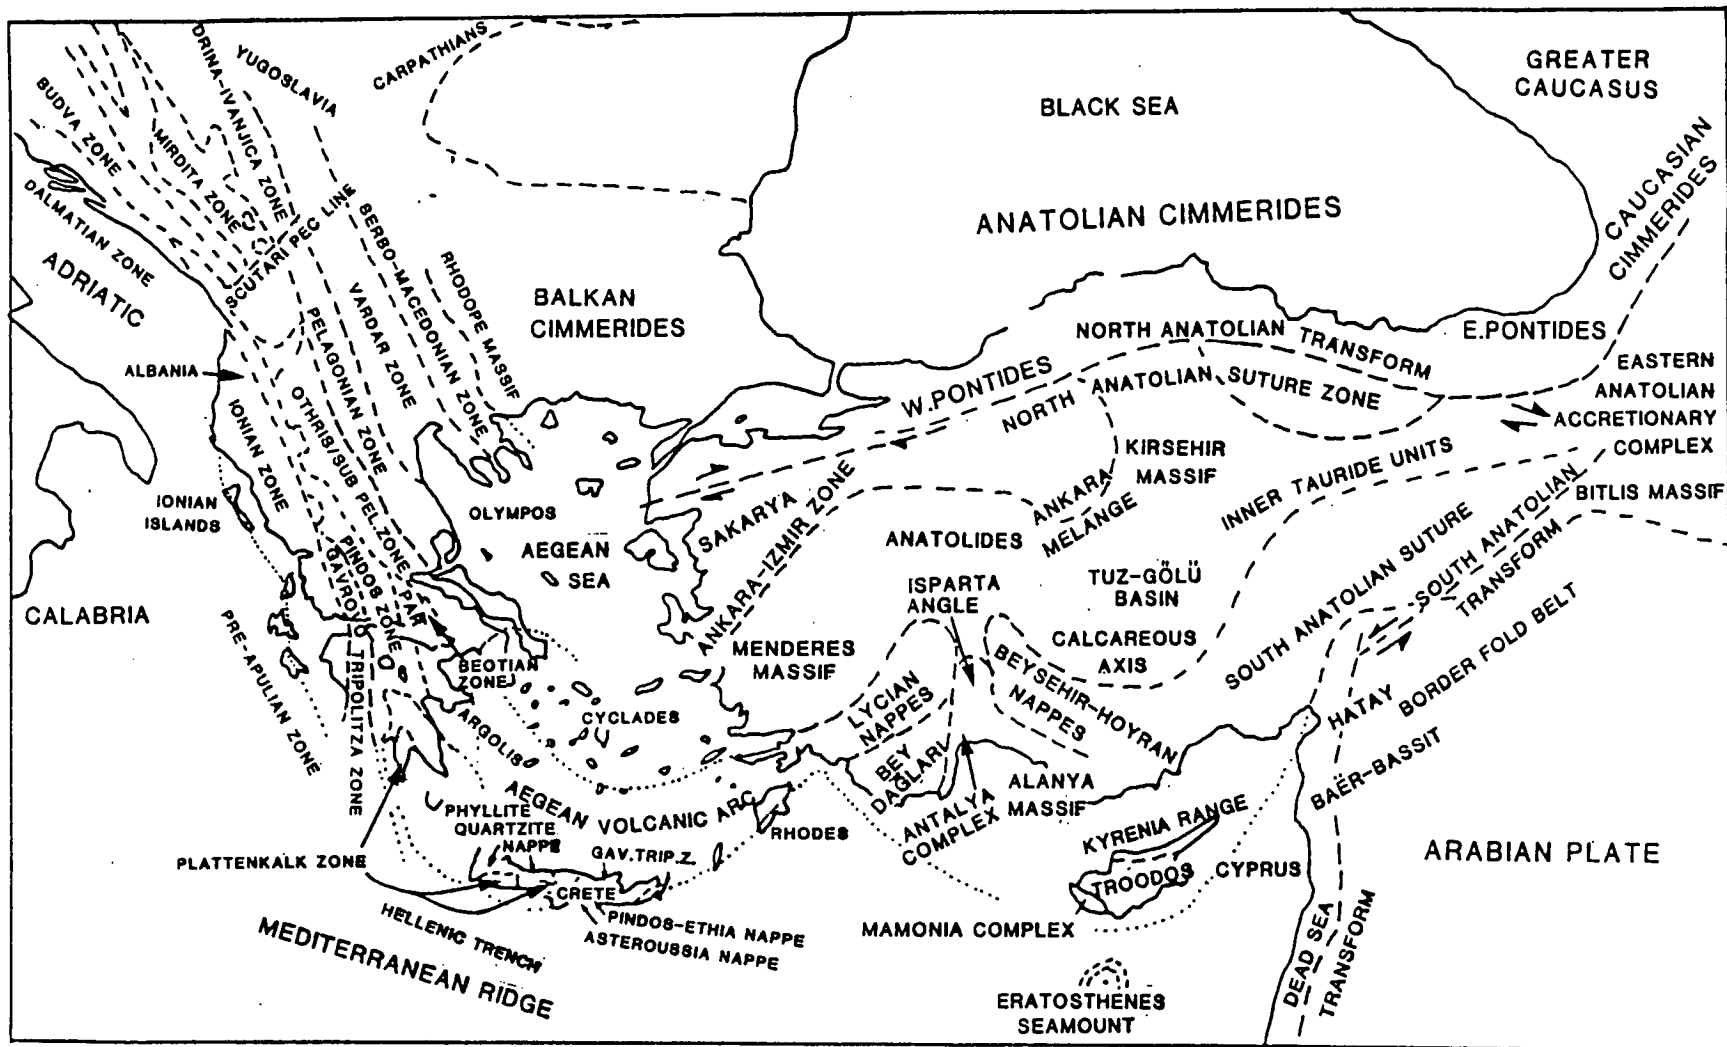 DRINA-IVANJICA ZONE
YUGOSLAVIA
CARPATHIANS
BLACK SEA
GREATER
CAUCASUS
BUDVA ZONE
MIRDITA ZONE
DALMATIAN ZONE
SCUTARI PEC LINE
SERBO-MACEDONIAN ZONE
RHODOPE MASSIF
ANATOLIAN CIMMERIDES
CAUCASIAN
CIMMERIDES
ADRIATIC
BALKAN
CIMMERIDES
VARDAR ZONE
PELAGONIAN ZONE
ALBANIA
OTHRIS/SUB PEL.ZONE
IONIAN ZONE
NORTH ANATOLIAN TRANSFORM
E.PONTIDES
W.PONTIDES
NORTH ANATOLIAN SUTURE ZONE
EASTERN
ANATOLIAN
ACCRETIONARY
COMPLEX
KIRSEHIR
MASSIF
ANKARA
MELANGE
INNER TAURIDE UNITS
BITLIS MASSIF
IONIAN
ISLANDS
OLYMPOS
AEGEAN
SEA
SAKARYA
ANKARA-IZMIR ZONE
ANATOLIDES
ISPARTA
ANGLE
TUZ-GÖLÜ
BASIN
SOUTH ANATOLIAN SUTURE
SOUTH ANATOLIAN
TRANSFORM
CALABRIA
PRE-APULIAN ZONE
PINDOS ZONE
GAVROVO TRIPOLITZA ZONE
PAR
BEOTIAN
ZONE
ARGOLIS
CYCLADES
MENDERES
MASSIF
CALCAREOUS
AXIS
LYCIAN
NAPPES
BEYSEHIR-HOYRAN
NAPPES
BEY
DAGLARI
HATAY
BORDER FOLD BELT
BAËR-BASSIT
ALANYA
MASSIF
ANTALYA
COMPLEX
AEGEAN VOLCANIC ARC
PHYLLITE
QUARTZITE
NAPPE
GAV.TRIP.Z.
RHODES
KYRENIA RANGE
TROODOS
CYPRUS
ARABIAN PLATE
PLATTENKALK ZONE
CRETE
HELLENIC TRENCH
PINDOS-ETHIA NAPPE
ASTEROUSSIA NAPPE
MEDITERRANEAN RIDGE
MAMONIA COMPLEX
ERATOSTHENES
SEAMOUNT
DEAD SEA
TRANSFORM